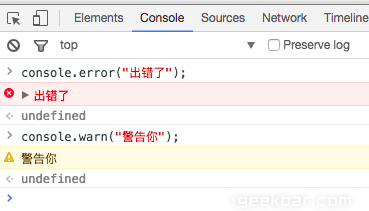 Elements Console Sources Network Timeline
top Preserve log
console.error("出错了");
出错了
undefined
console.warn("警告你");
警告你
undefined
igeekbar.com